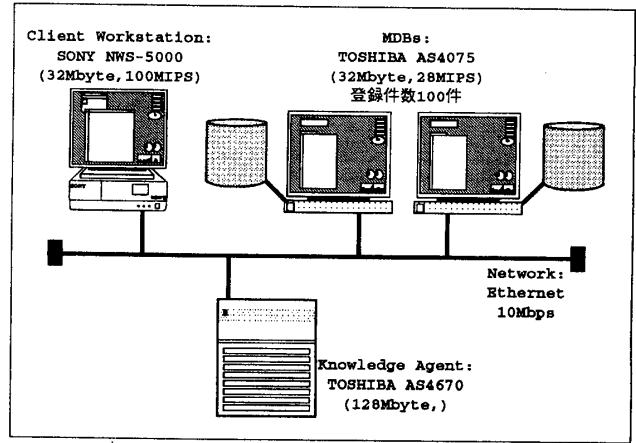 Client Workstation:
SONY NWS-5000
(32Mbyte,100MIPS)
MDBs:
TOSHIBA AS4075
(32Mbyte,28MIPS)
登録件数100件
SONY
Network:
Ethernet
10Mbps
Knowledge Agent:
TOSHIBA AS4670
(128Mbyte,)